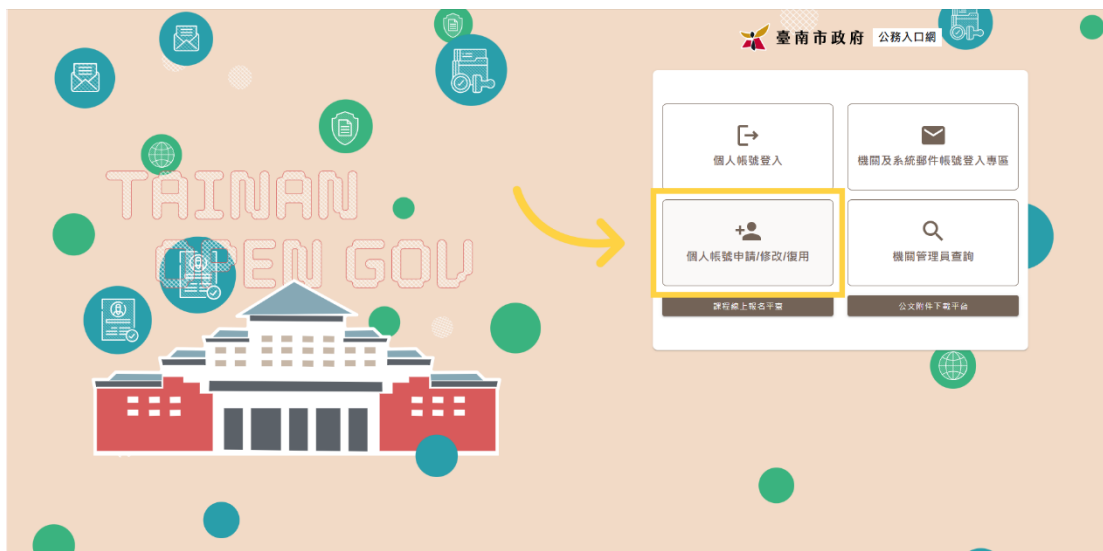 臺南市政府 公務入口網
個人帳號登入
機關及系統郵件帳號登入專區
TAINAN
OPEN GOV
個人帳號申請/修改/復用
機關管理員查詢
課程線上報名平臺
公文附件下載平台